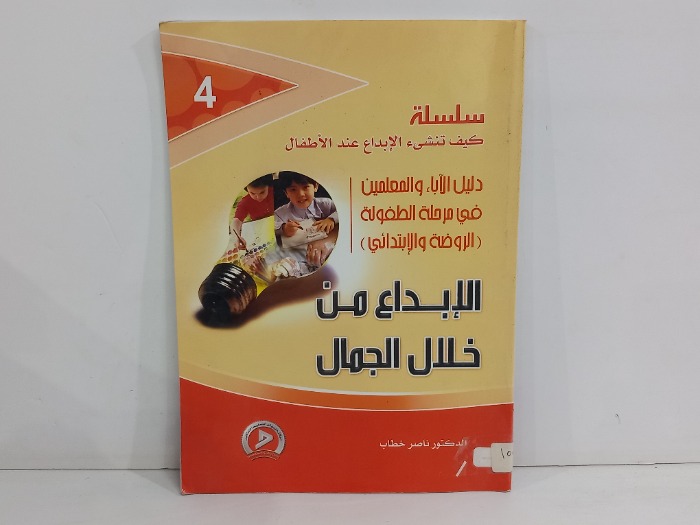 4
سلسلة
كيف تنشىء الإبداع عند الأطفال
دليل الآباء والمعلمين
في مرحلة الطفولة
(الروضة والإبتدائي)
الإبداع من
خلال الجمال
الدكتور ناصر خطاب
١٥